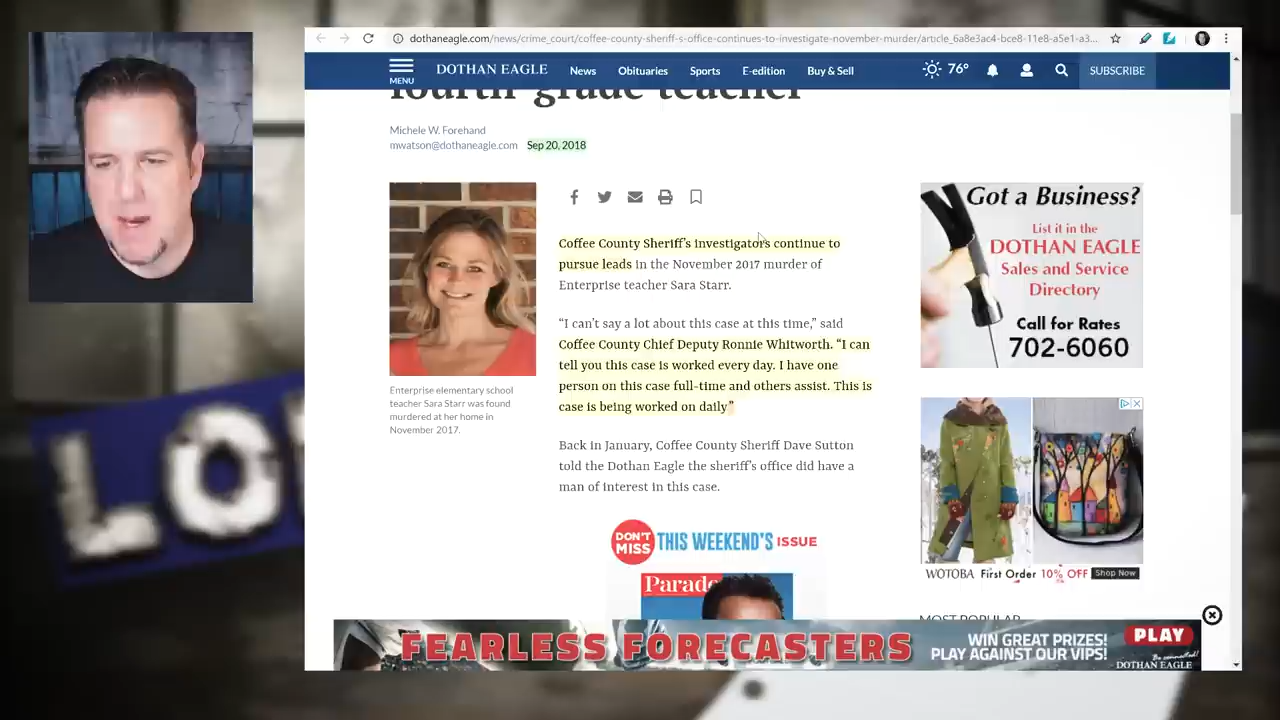 dothaneagle.com/news/crime_court/coffee-county-sheriff-s-office-continues-to-investigate-november-murder/article_6a8e3ac4-bce8-11e8-a5e1-a3...
MENU
DOTHAN EAGLE
News
Obituaries
Sports
E-edition
Buy & Sell
76°
SUBSCRIBE
fourth-grade teacher
Michele W. Forehand
mwatson@dothaneagle.com Sep 20, 2018
Enterprise elementary school
teacher Sara Starr was found
murdered at her home in
November 2017.
Coffee County Sheriff's investigators continue to
pursue leads in the November 2017 murder of
Enterprise teacher Sara Starr.
“I can't say a lot about this case at this time,” said
Coffee County Chief Deputy Ronnie Whitworth. “I can
tell you this case is worked every day. I have one
person on this case full-time and others assist. This is
case is being worked on daily”
Back in January, Coffee County Sheriff Dave Sutton
told the Dothan Eagle the sheriff's office did have a
man of interest in this case.
DON'T
MISS
THIS WEEKEND'S ISSUE
Parade
Got a Business?
List it in the
DOTHAN EAGLE
Sales and Service
Directory
Call for Rates
702-6060
WOTOBA First Order 10% OFF Shop Now
MOST POPULAR
FEARLESS FORECASTERS
WIN GREAT PRIZES!
PLAY AGAINST OUR VIPS!
PLAY
Be connected!
DOTHAN EAGLE